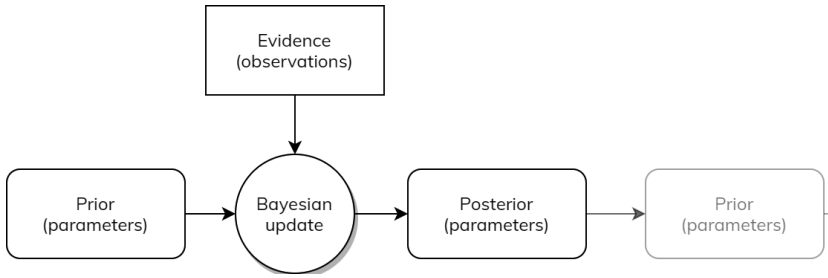 Evidence
(observations)
Prior
(parameters)
Bayesian
update
Posterior
(parameters)
Prior
(parameters)